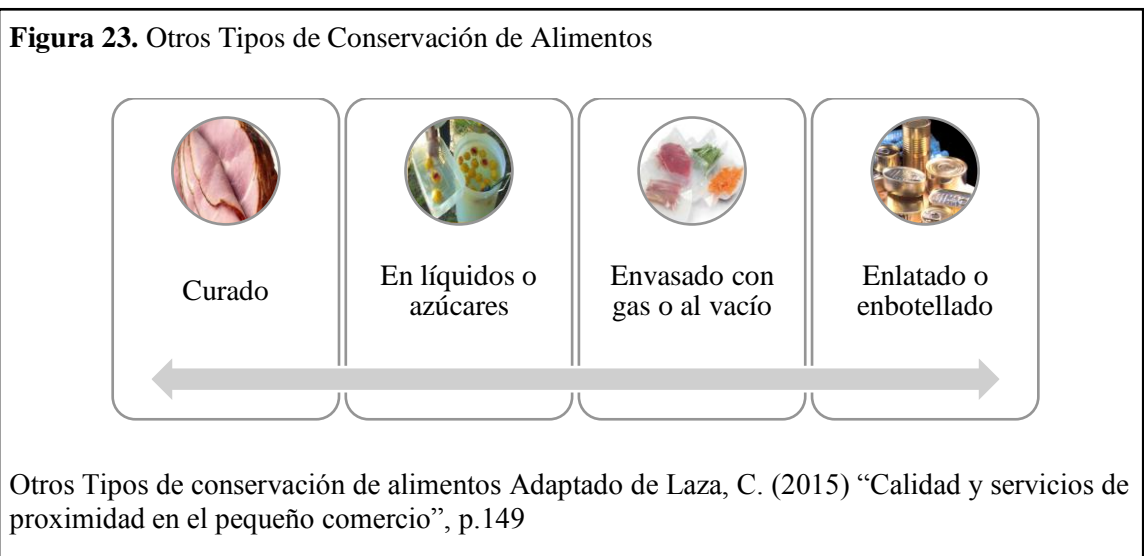 Figura 23. Otros Tipos de Conservación de Alimentos
Curado
En líquidos o
azúcares
Envasado con
gas o al vacío
Enlatado o
enbotellado
Otros Tipos de conservación de alimentos Adaptado de Laza, C. (2015) “Calidad y servicios de
proximidad en el pequeño comercio”, p.149